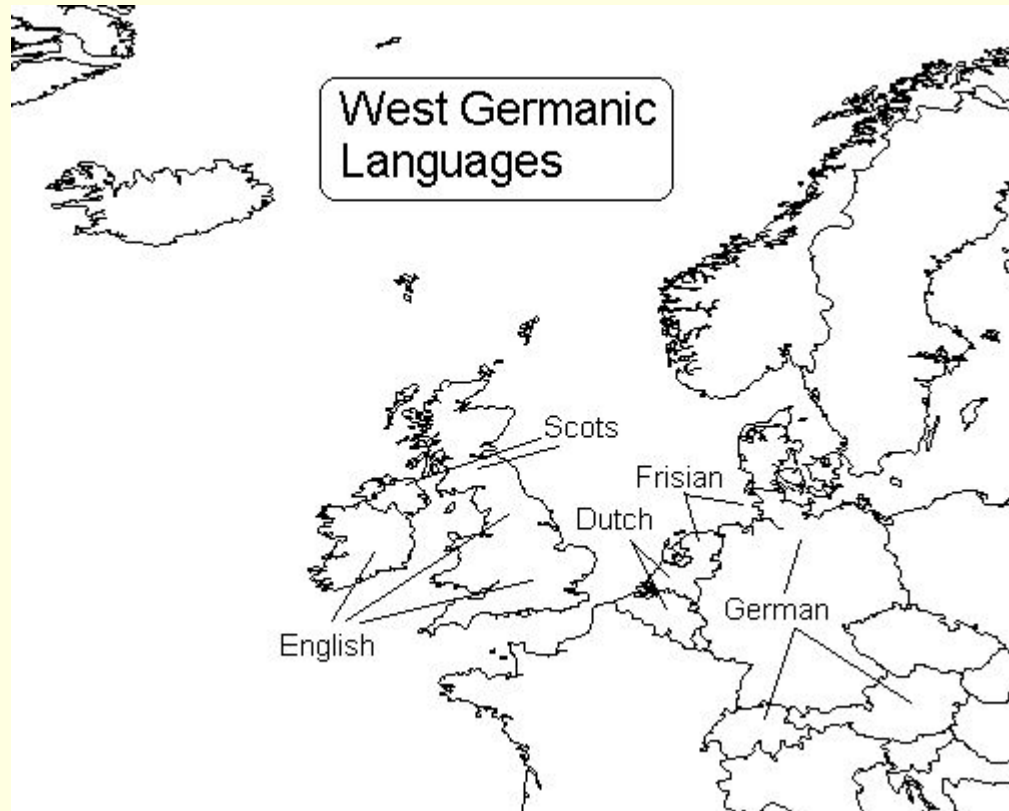 West Germanic
Languages
Scots
Frisian
Dutch
German
English